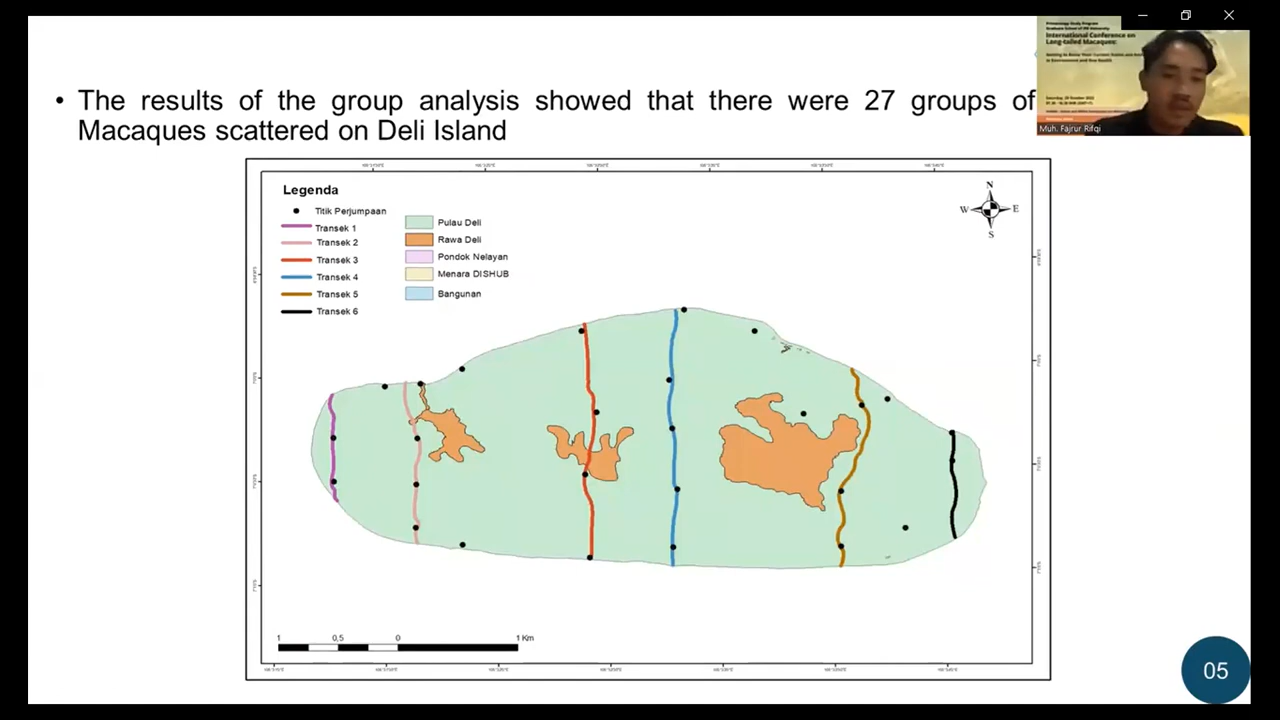 • The results of the group analysis showed that there were 27 groups of
Macaques scattered on Deli Island
Primatology Study Program
International Conference on
Long-tailed Macaques:
Muh. Fajrur Rifqi
Legenda
Titik Perjumpaan
Transek 1
Transek 2
Transek 3
Transek 4
Transek 5
Transek 6
Pulau Deli
Rawa Deli
Pondok Nelayan
Menara DISHUB
Bangunan
N
W E
S
1 0,5 0 1 Km
05